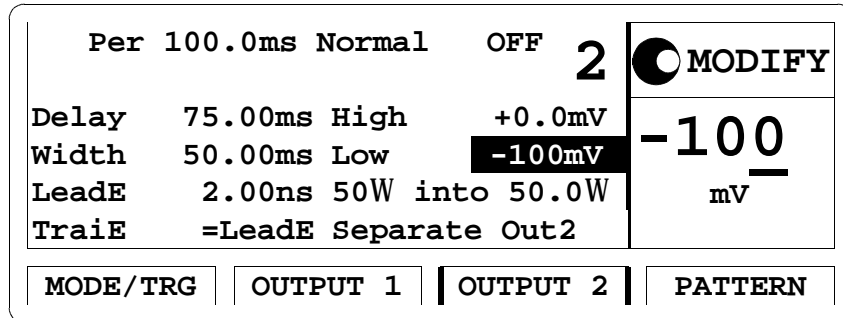 Per 100.0ms Normal OFF 2
MODIFY
Delay 75.00ms High +0.0mV
Width 50.00ms Low -100mV
LeadE 2.00ns 50W into 50.0W
TraiE =LeadE Separate Out2
-100
mV
MODE/TRG OUTPUT 1 OUTPUT 2 PATTERN